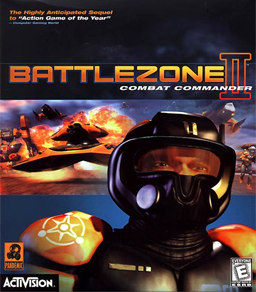 The Highly Anticipated Sequel
to "Action Game of the Year"
– Computer Gaming World
BATTLEZONE II
COMBAT COMMANDER
PANDEMIC
ACTIVISION.
EVERYONE
E
ESRB